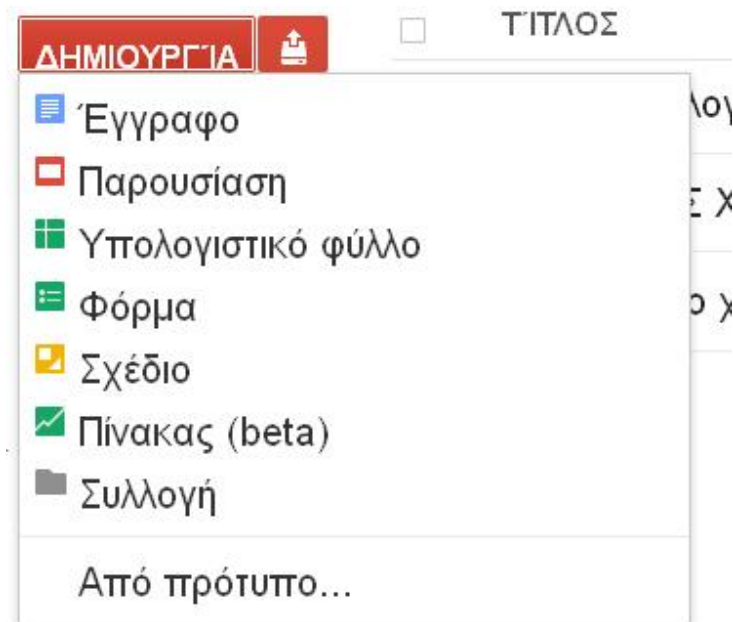 ΔΗΜΙΟΥΡΓΊΑ
ΤΊΤΛΟΣ
Έγγραφο
Παρουσίαση
Υπολογιστικό φύλλο
Φόρμα
Σχέδιο
Πίνακας (beta)
Συλλογή
Από πρότυπο...